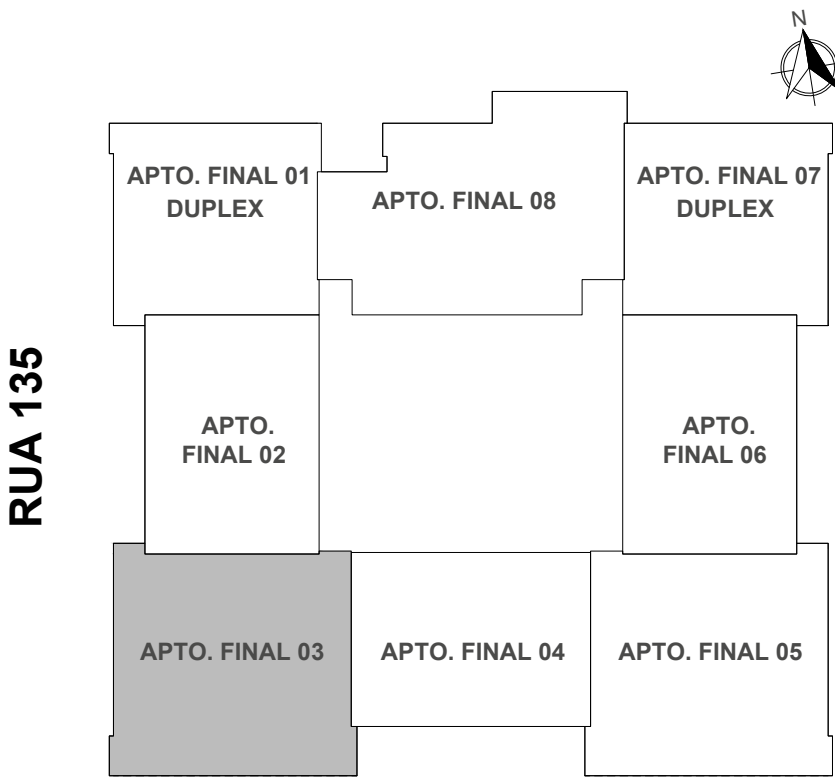 N
APTO. FINAL 01
DUPLEX
APTO. FINAL 08
APTO. FINAL 07
DUPLEX
RUA 135
APTO.
FINAL 02
APTO.
FINAL 06
APTO. FINAL 03
APTO. FINAL 04
APTO. FINAL 05